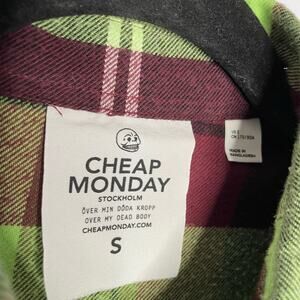 CHEAP
MONDAY
STOCKHOLM
ÖVER MIN DÖDA KROPP
OVER MY DEAD BODY
CHEAPMONDAY.COM
S
MADE IN
BANGLADESH